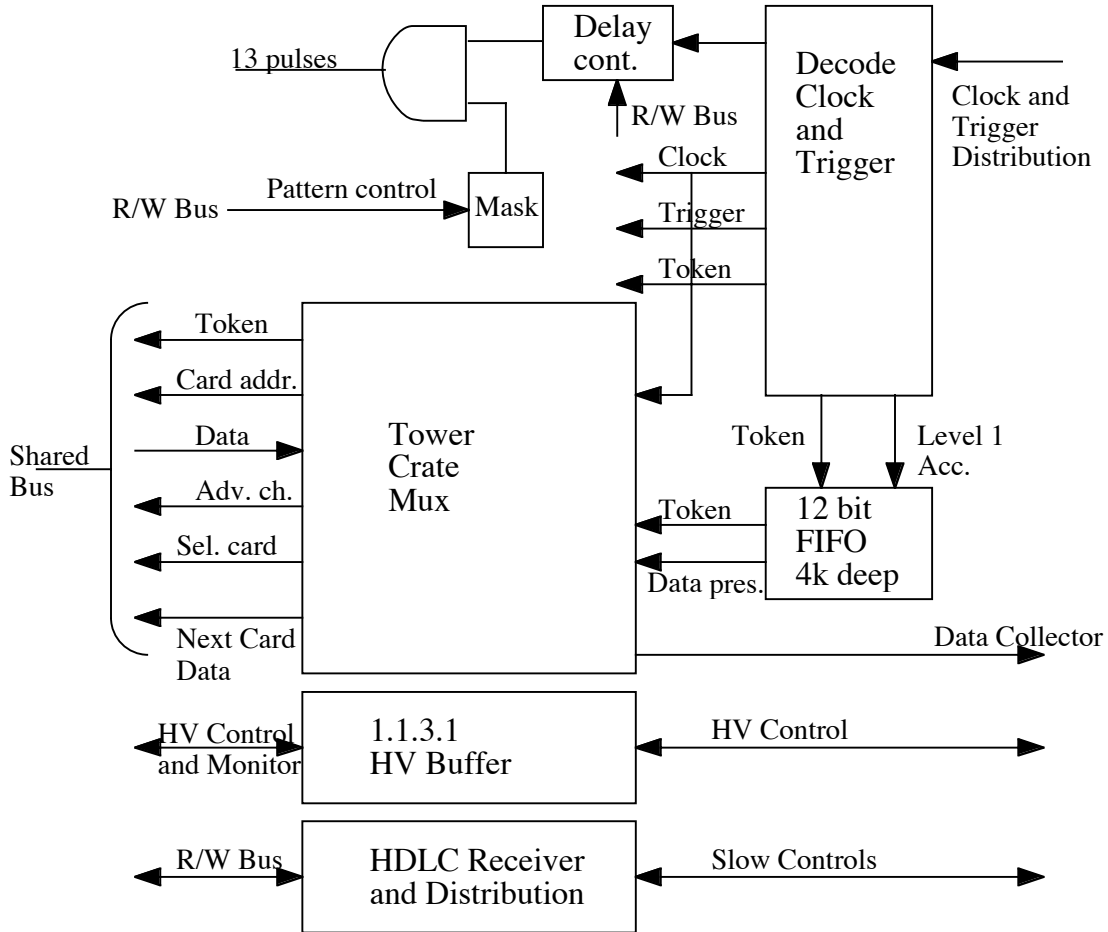 Delay
cont.
13 pulses
Decode
Clock
and
Trigger
Clock and
Trigger
Distribution
R/W Bus
Clock
Pattern control
R/W Bus
Mask
Trigger
Token
Token
Card addr.
Data
Shared
Bus
Adv. ch.
Sel. card
Next Card
Data
Tower
Crate
Mux
Token
Level 1
Acc.
Token
Data pres.
12 bit
FIFO
4k deep
Data Collector
HV Control
and Monitor
1.1.3.1
HV Buffer
HV Control
R/W Bus
HDLC Receiver
and Distribution
Slow Controls